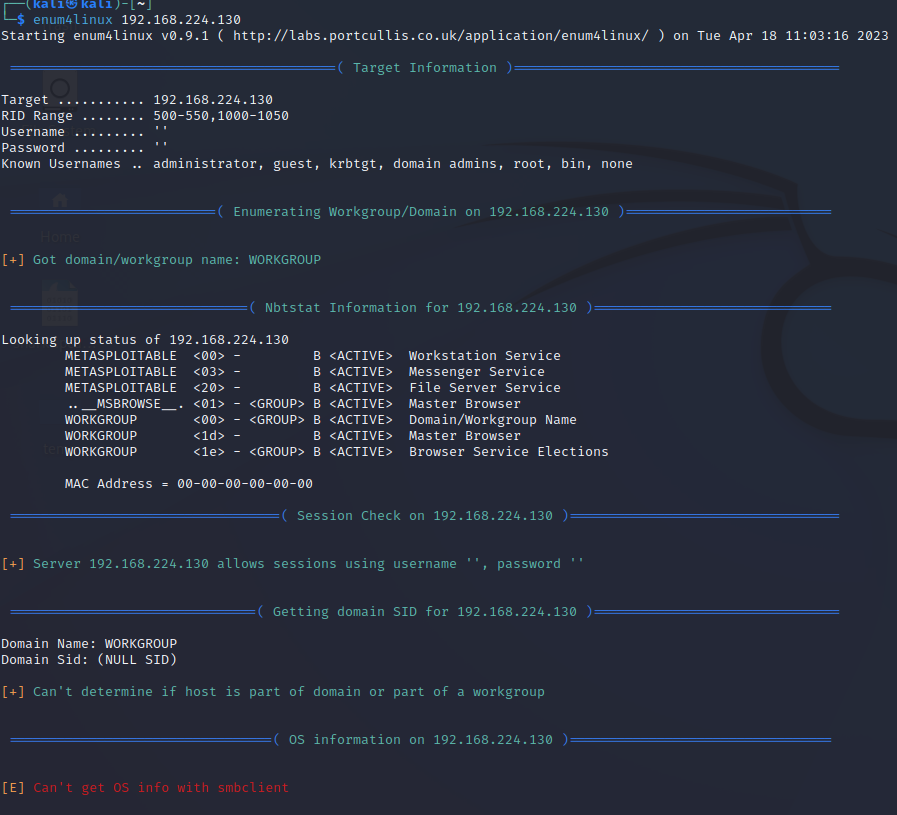 ┌──(kali㉿kali)-[~]
└─$ enum4linux 192.168.224.130
Starting enum4linux v0.9.1 ( http://labs.portcullis.co.uk/application/enum4linux/ ) on Tue Apr 18 11:03:16 2023
( Target Information )
Target ........... 192.168.224.130
RID Range ........ 500-550,1000-1050
Username ......... ''
Password ......... ''
Known Usernames .. administrator, guest, krbtgt, domain admins, root, bin, none
( Enumerating Workgroup/Domain on 192.168.224.130 )
[+] Got domain/workgroup name: WORKGROUP
( Nbtstat Information for 192.168.224.130 )
Looking up status of 192.168.224.130
METASPLOITABLE <00> - B <ACTIVE> Workstation Service
METASPLOITABLE <03> - B <ACTIVE> Messenger Service
METASPLOITABLE <20> - B <ACTIVE> File Server Service
..__MSBROWSE__. <01> - <GROUP> B <ACTIVE> Master Browser
WORKGROUP <00> - <GROUP> B <ACTIVE> Domain/Workgroup Name
WORKGROUP <1d> - B <ACTIVE> Master Browser
WORKGROUP <1e> - <GROUP> B <ACTIVE> Browser Service Elections
MAC Address = 00-00-00-00-00-00
( Session Check on 192.168.224.130 )
[+] Server 192.168.224.130 allows sessions using username '', password ''
( Getting domain SID for 192.168.224.130 )
Domain Name: WORKGROUP
Domain Sid: (NULL SID)
[+] Can't determine if host is part of domain or part of a workgroup
( OS information on 192.168.224.130 )
[E] Can't get OS info with smbclient
Home